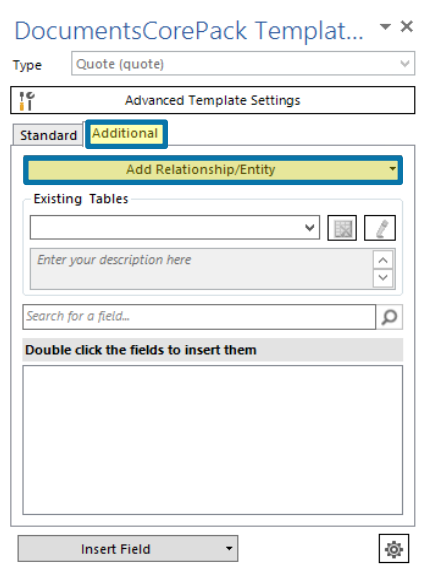 DocumentsCorePack Templat...
Type Quote (quote)
Advanced Template Settings
Standard Additional
Add Relationship/Entity
Existing Tables
Enter your description here
Search for a field...
Double click the fields to insert them
Insert Field